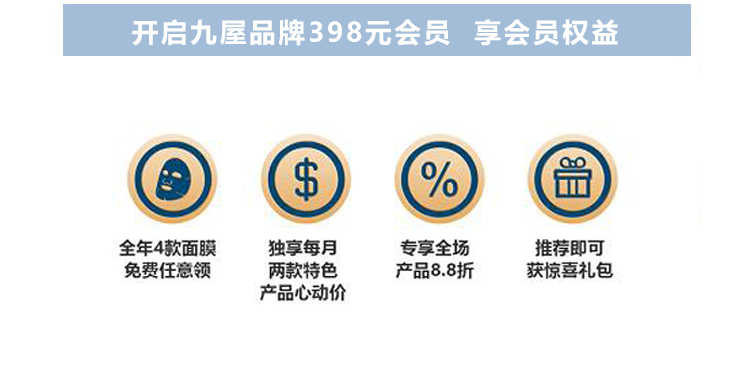 开启九屋品牌398元会员 享会员权益
$
%
全年4款面膜
免费任意领
独享每月
两款特色
产品心动价
专享全场
产品8.8折
推荐即可
获惊喜礼包